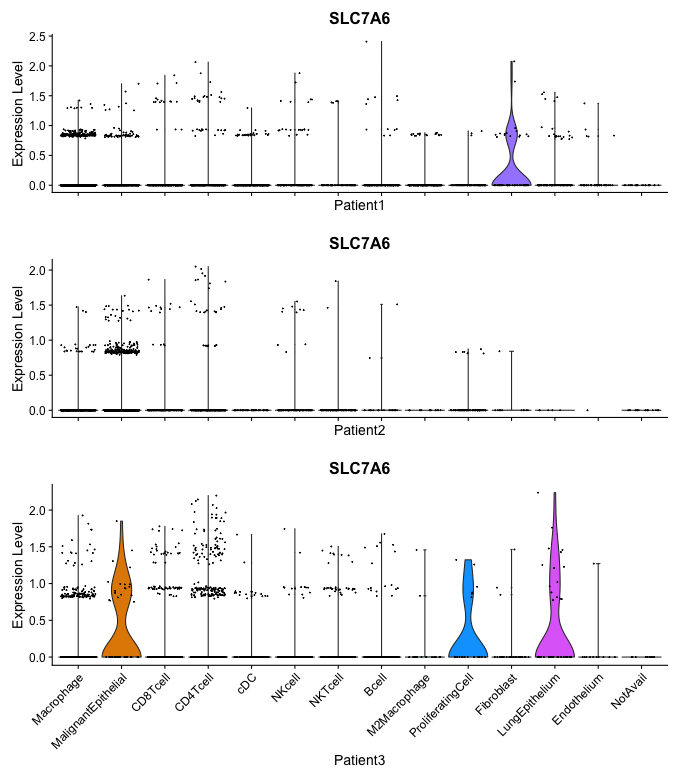 SLC7A6
Expression Level
2.5
2.0
1.5
1.0
0.5
0.0
Patient1
SLC7A6
Expression Level
2.0
1.5
1.0
0.5
0.0
Patient2
SLC7A6
Expression Level
2.0
1.5
1.0
0.5
0.0
Macrophage
MalignantEpithelial
CD8Tcell
CD4Tcell
cDC
NKcell
NKTcell
Bcell
M2Macrophage
ProliferatingCell
Fibroblast
LungEpithelium
Endothelium
NotAvail
Patient3